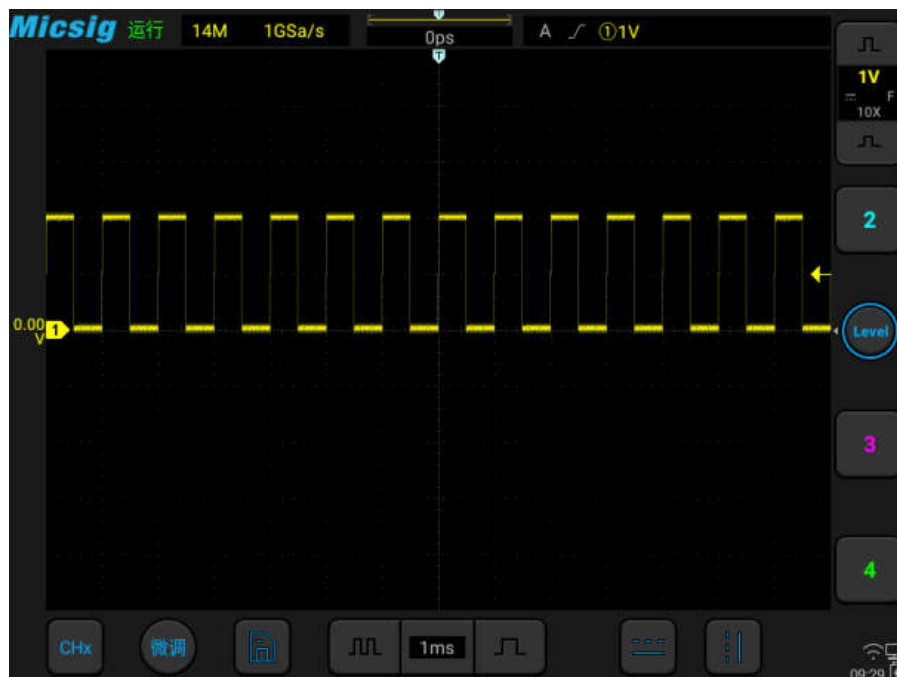 Micsig 运行 14M 1GSa/s 0ps A ①1V
T
T
1V
F
10X
2
0.00 1
V
Level
3
4
CHx 微调 1ms
09:29